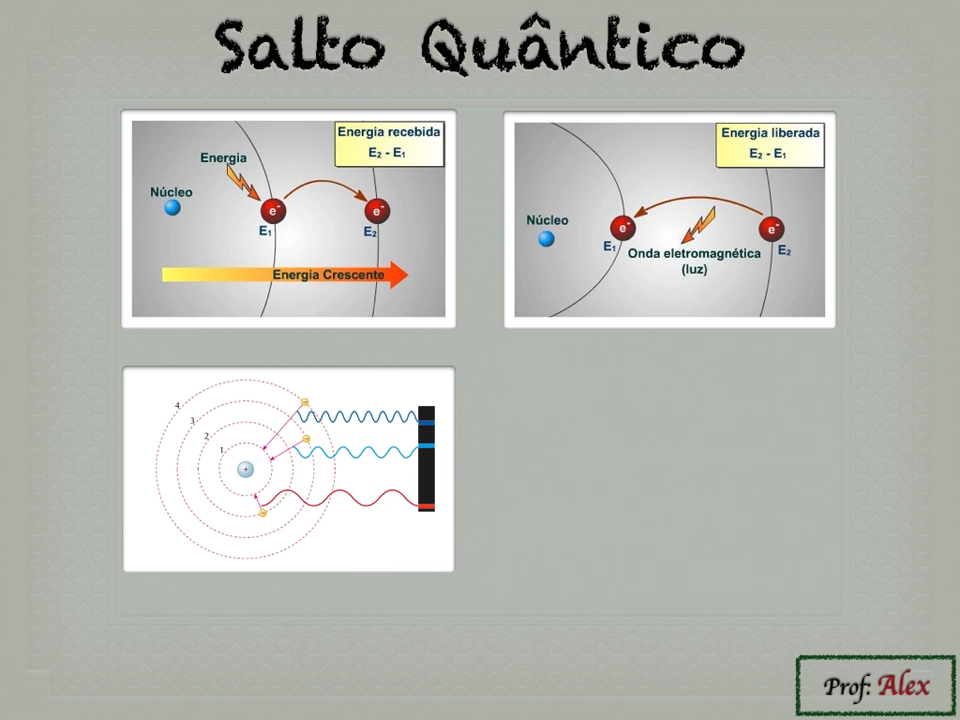 Salto Quântico
Energia recebida
E₂ - E₁
Energia
Núcleo
e⁻
e⁻
E₁
E₂
Energia Crescente
Energia liberada
E₂ - E₁
Núcleo
e⁻
e⁻
E₁
E₂
Onda eletromagnética
(luz)
4
3
2
1
+
Prof: Alex